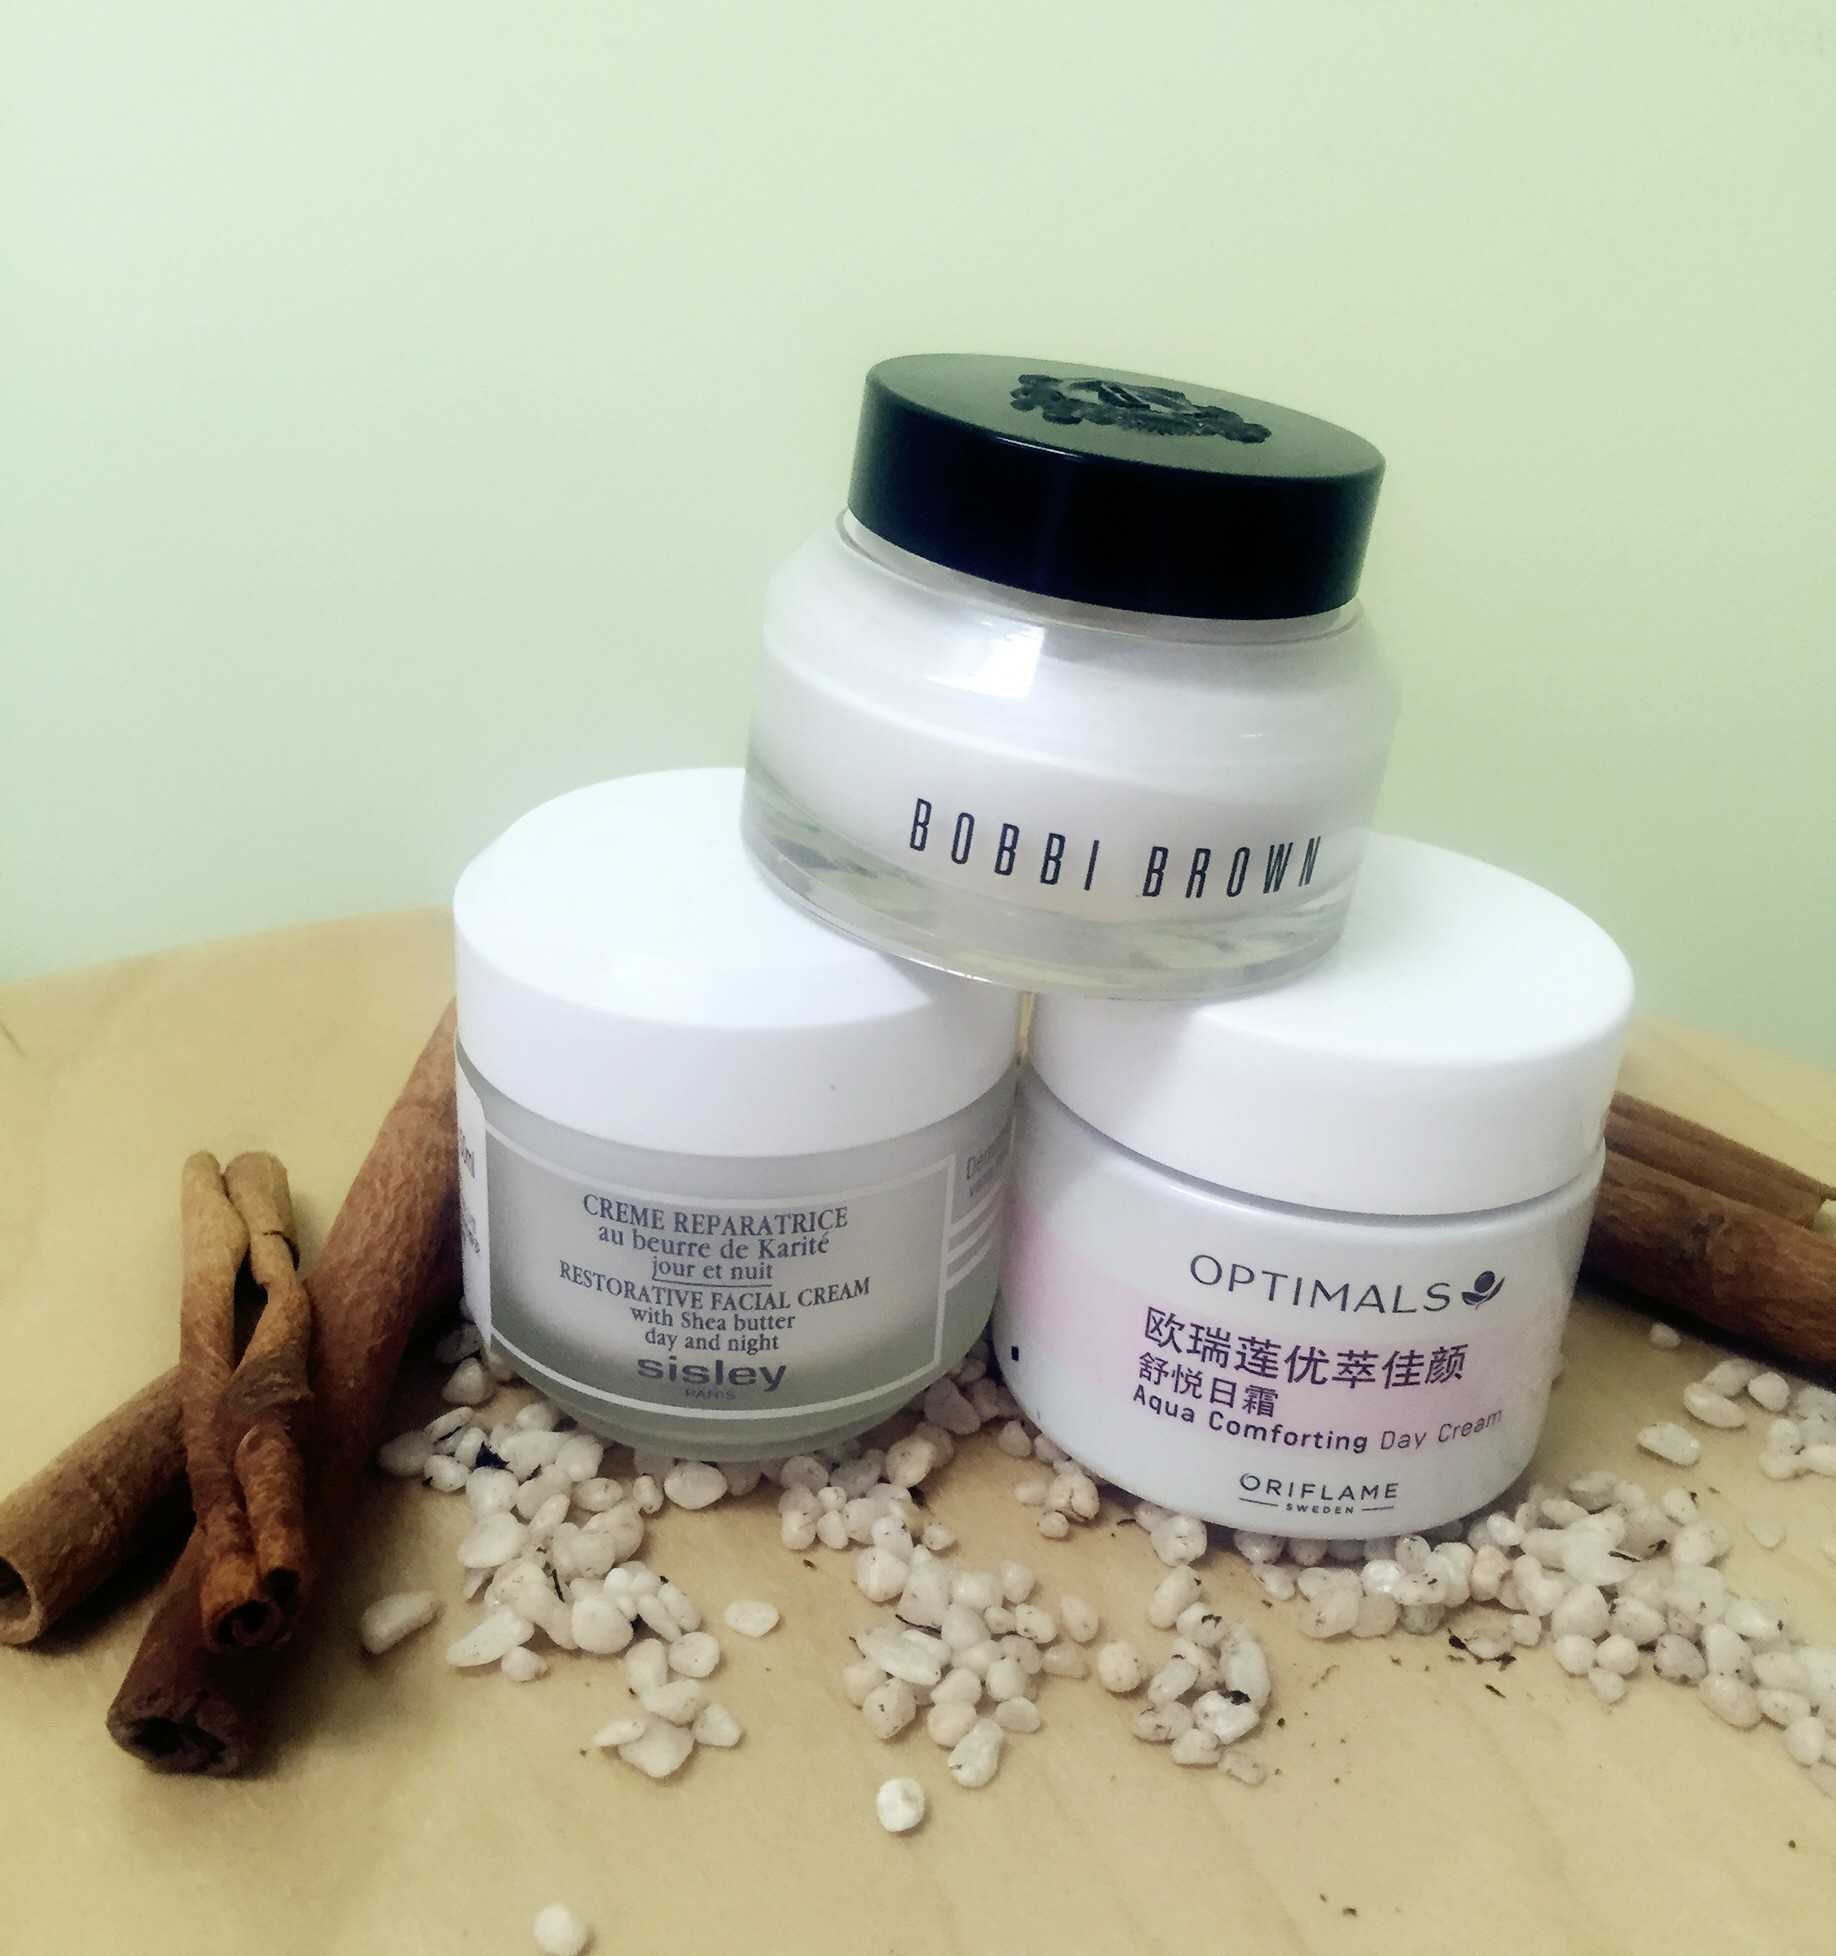 BOBBI BROWN
CREME REPARATRICE
au beurre de Karité
jour et nuit
RESTORATIVE FACIAL CREAM
with Shea butter
day and night
sisley
PARIS
OPTIMALS
欧瑞莲优萃佳颜
舒悦日霜
Aqua Comforting Day Cream
ORIFLAME
SWEDEN